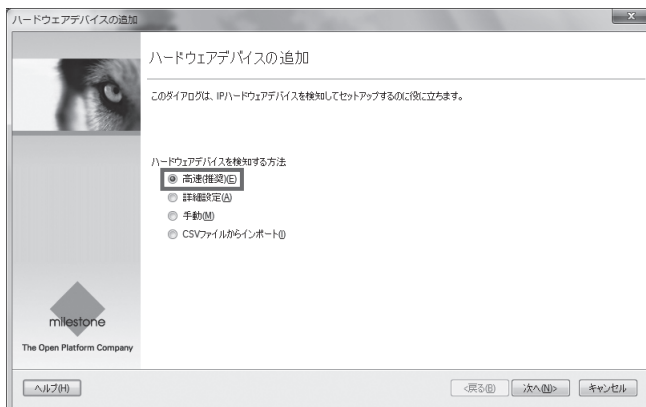 ハードウェアデバイスの追加
ハードウェアデバイスの追加
このダイアログは、IPハードウェアデバイスを検知してセットアップするのに役に立ちます。
ハードウェアデバイスを検知する方法
高速(推奨)(E)
詳細設定(A)
手動(M)
CSVファイルからインポート(I)
milestone
The Open Platform Company
ヘルプ(H)
<戻る(B)
次へ(N)>
キャンセル